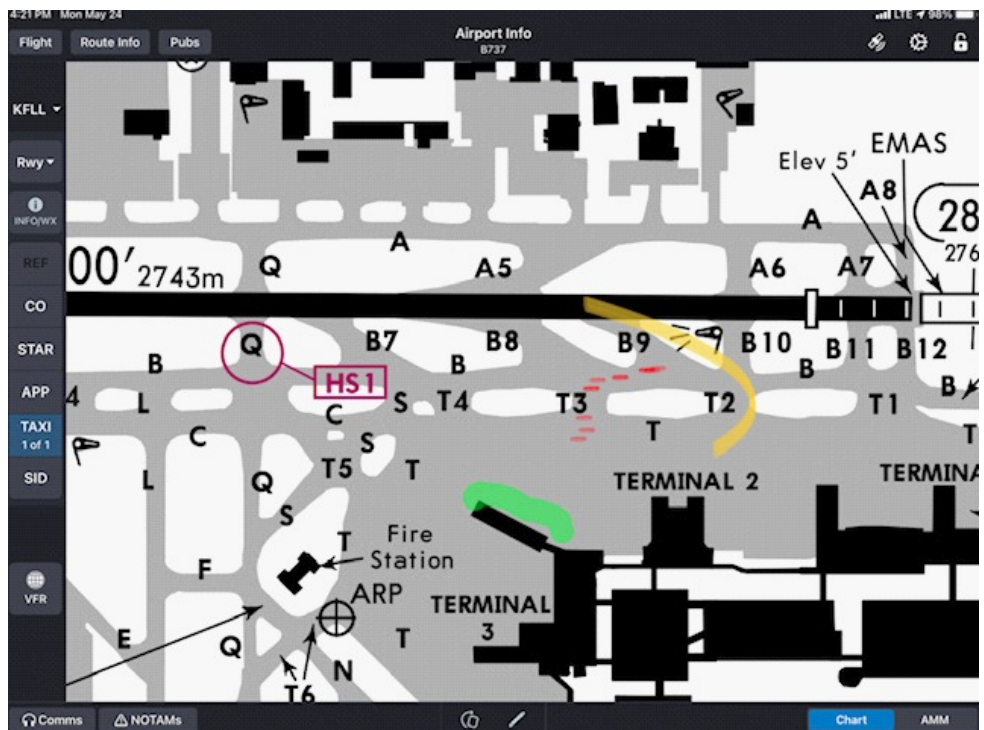 4:21 PM Mon May 24
LTE 98%
Flight
Route Info
Pubs
Airport Info
B737
KFLL
Rwy
INFO/WX
REF
CO
STAR
APP
TAXI
1 of 1
SID
VFR
EMAS
Elev 5'
A8
A
28
276
00' 2743m
Q
A
A5
A6
A7
Q
B7
B8
B9
B10
B11
B12
B
B
B
B
HS1
4
L
C
S
T4
T3
T2
T1
C
S
T
T
L
Q
T5
T
TERMINAL 2
TERMINA
S
T
Fire
Station
F
ARP
TERMINAL
3
E
Q
T
N
T6
Comms
NOTAMs
Chart
AMM